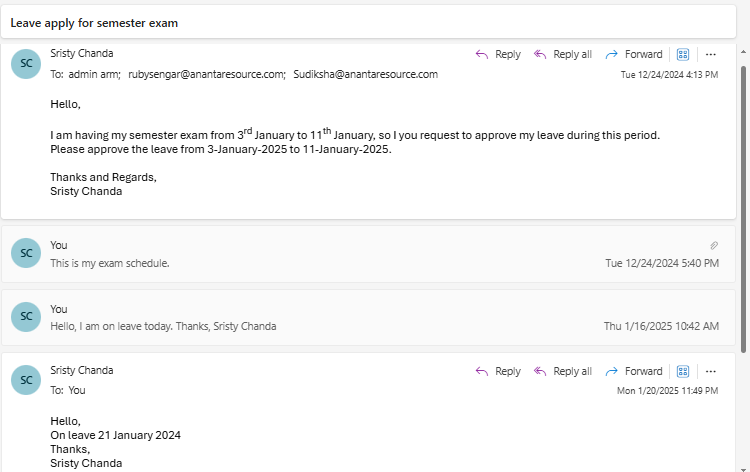 Leave apply for semester exam
SC
Sristy Chanda
Reply
Reply all
Forward
To: admin arm; rubysengar@anantaresource.com; Sudiksha@anantaresource.com
Tue 12/24/2024 4:13 PM
Hello,
I am having my semester exam from 3rd January to 11th January, so I you request to approve my leave during this period.
Please approve the leave from 3-January-2025 to 11-January-2025.
Thanks and Regards,
Sristy Chanda
SC
You
This is my exam schedule.
Tue 12/24/2024 5:40 PM
SC
You
Hello, I am on leave today. Thanks, Sristy Chanda
Thu 1/16/2025 10:42 AM
SC
Sristy Chanda
Reply
Reply all
Forward
To: You
Mon 1/20/2025 11:49 PM
Hello,
On leave 21 January 2024
Thanks,
Sristy Chanda